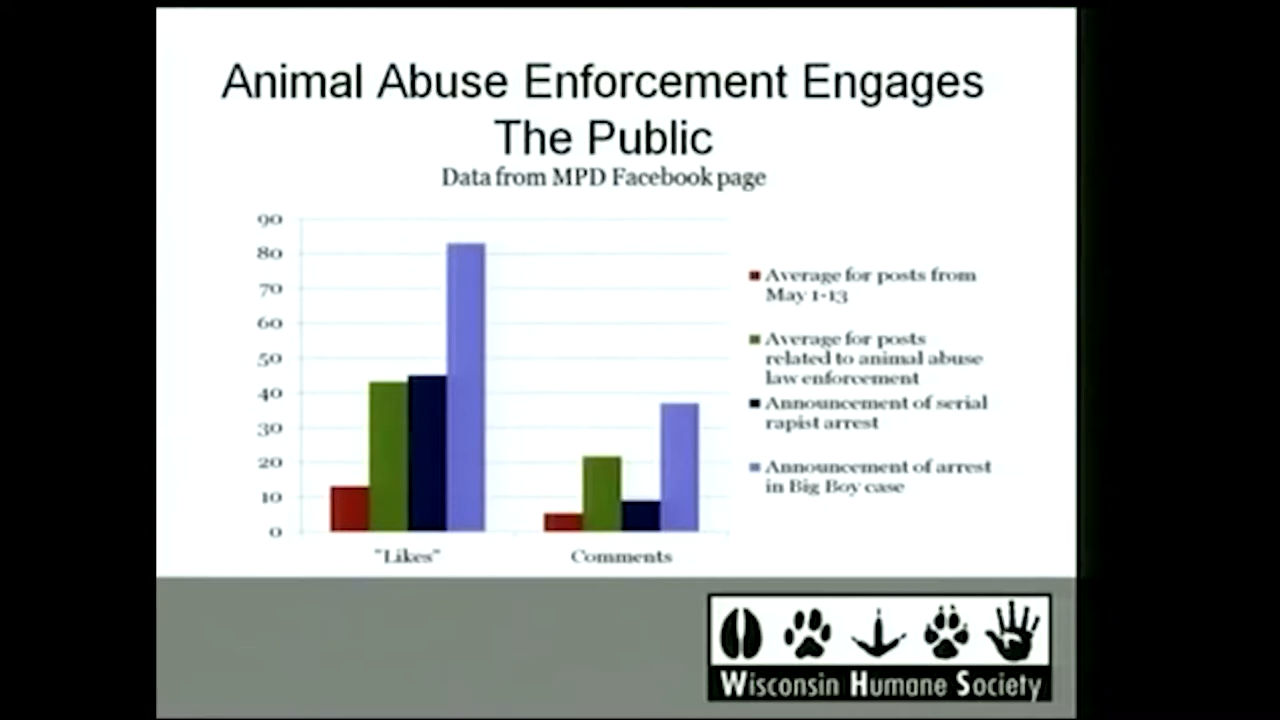 Animal Abuse Enforcement Engages
The Public
Data from MPD Facebook page
90
80
70
60
50
40
30
20
10
0
"Likes"
Comments
Average for posts from
May 1-13
Average for posts
related to animal abuse
law enforcement
Announcement of serial
rapist arrest
Announcement of arrest
in Big Boy case
Wisconsin Humane Society